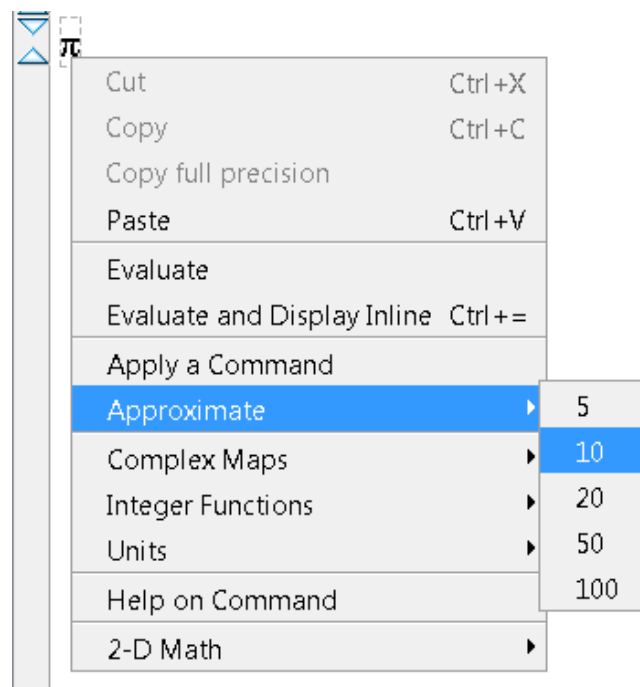 π
Cut Ctrl+X
Copy Ctrl+C
Copy full precision
Paste Ctrl+V
Evaluate
Evaluate and Display Inline Ctrl+=
Apply a Command
Approximate
5
10
20
50
100
Complex Maps
Integer Functions
Units
Help on Command
2-D Math